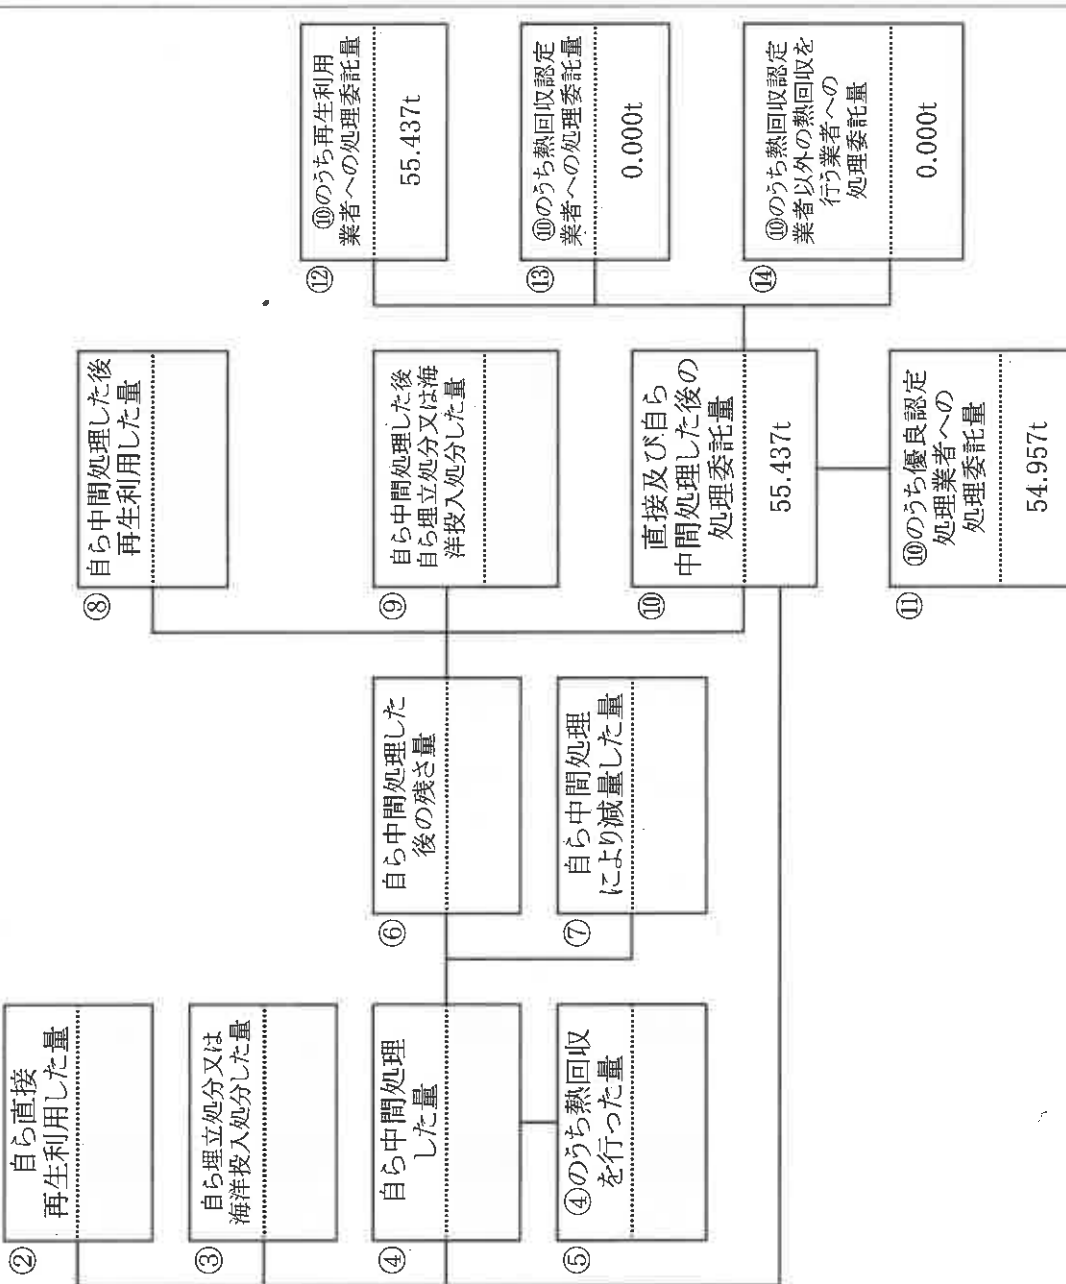 ②
自ら直接
再生利用した量
③
自ら埋立処分又は
海洋投入処分した量
④
自ら中間処理
した量
⑤
④のうち熱回収
を行った量
⑥
自ら中間処理した
後の残さ量
⑦
自ら中間処理
により減量した量
⑧
自ら中間処理した後
再生利用した量
⑨
自ら中間処理した後
自ら埋立処分又は海
洋投入処分した量
⑩
直接及び自ら
中間処理した後の
処理委託量
55.437t
⑪
⑩のうち優良認定
処理業者への
処理委託量
54.957t
⑫
⑩のうち再生利用
業者への処理委託量
55.437t
⑬
⑩のうち熱回収認定
業者への処理委託量
0.000t
⑭
⑩のうち熱回収認定
業者以外の熱回収を
行う業者への
処理委託量
0.000t